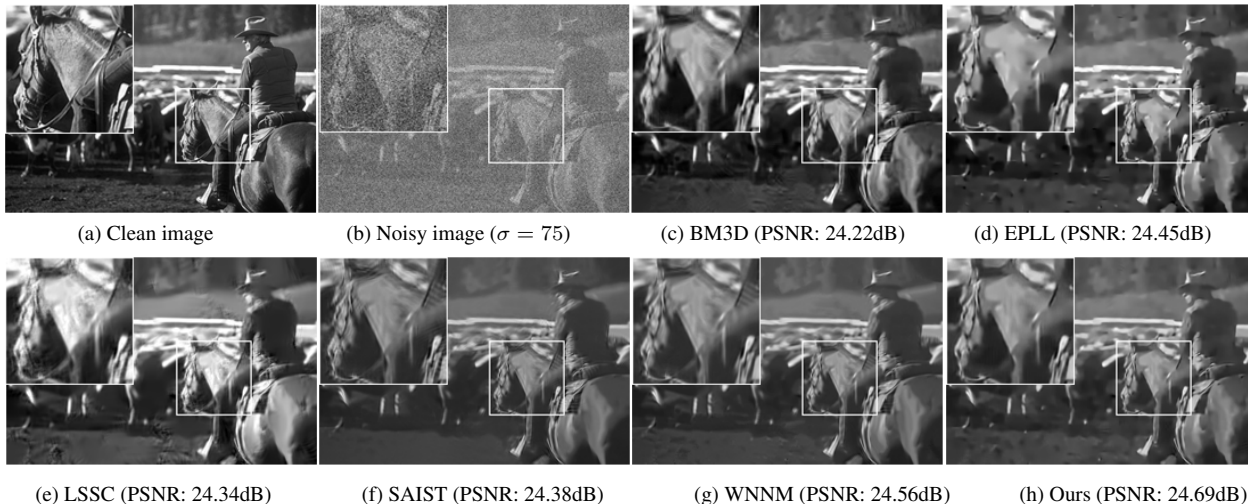 (a) Clean image
(b) Noisy image (σ = 75)
(c) BM3D (PSNR: 24.22dB)
(d) EPLL (PSNR: 24.45dB)
(e) LSSC (PSNR: 24.34dB)
(f) SAIST (PSNR: 24.38dB)
(g) WNNM (PSNR: 24.56dB)
(h) Ours (PSNR: 24.69dB)